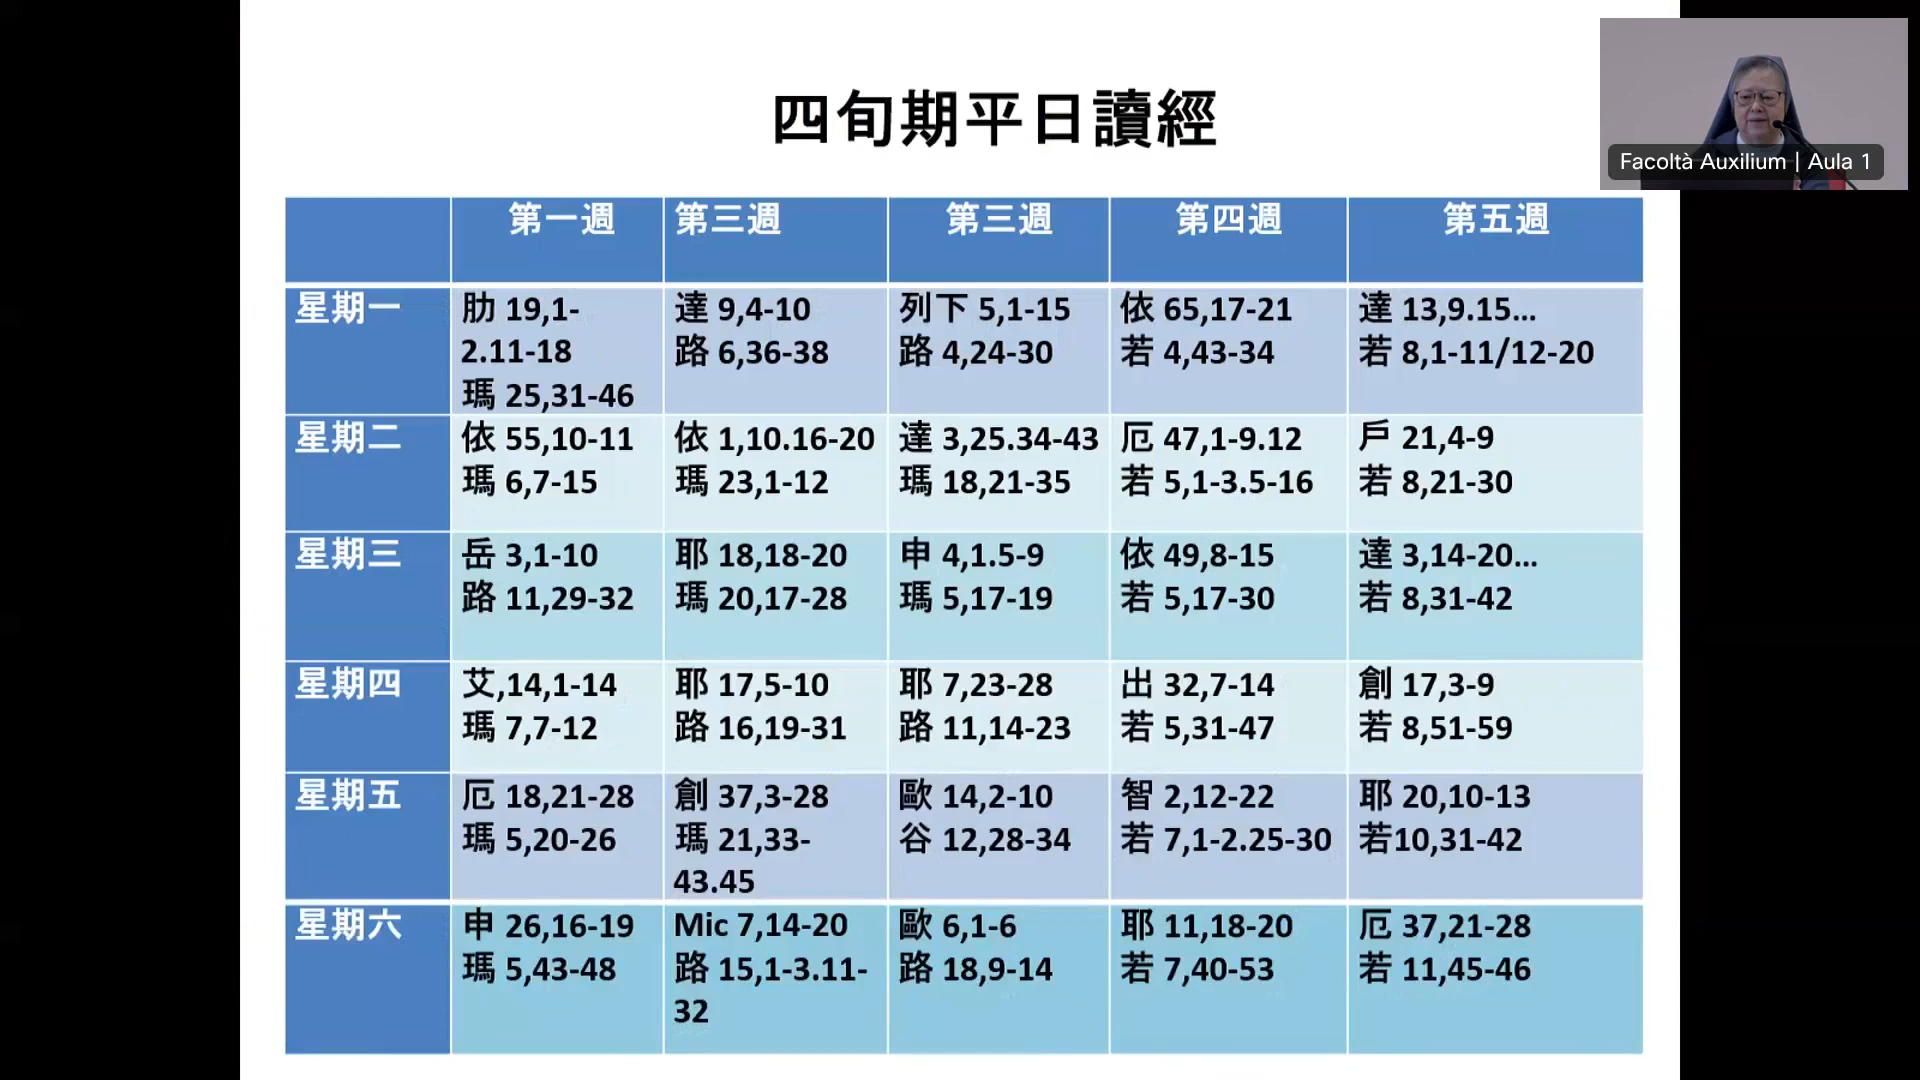 四旬期平日讀經
Facoltà Auxilium | Aula 1
第一週 第三週 第三週 第四週 第五週
星期一
肋 19,1-
2.11-18
瑪 25,31-46
達 9,4-10
路 6,36-38
列下 5,1-15
路 4,24-30
依 65,17-21
若 4,43-34
達 13,9.15...
若 8,1-11/12-20
星期二
依 55,10-11
瑪 6,7-15
依 1,10.16-20
瑪 23,1-12
達 3,25.34-43
瑪 18,21-35
厄 47,1-9.12
若 5,1-3.5-16
戶 21,4-9
若 8,21-30
星期三
岳 3,1-10
路 11,29-32
耶 18,18-20
瑪 20,17-28
申 4,1.5-9
瑪 5,17-19
依 49,8-15
若 5,17-30
達 3,14-20...
若 8,31-42
星期四
艾,14,1-14
瑪 7,7-12
耶 17,5-10
路 16,19-31
耶 7,23-28
路 11,14-23
出 32,7-14
若 5,31-47
創 17,3-9
若 8,51-59
星期五
厄 18,21-28
瑪 5,20-26
創 37,3-28
瑪 21,33-
43.45
歐 14,2-10
谷 12,28-34
智 2,12-22
若 7,1-2.25-30
耶 20,10-13
若10,31-42
星期六
申 26,16-19
瑪 5,43-48
Mic 7,14-20
路 15,1-3.11-
32
歐 6,1-6
路 18,9-14
耶 11,18-20
若 7,40-53
厄 37,21-28
若 11,45-46